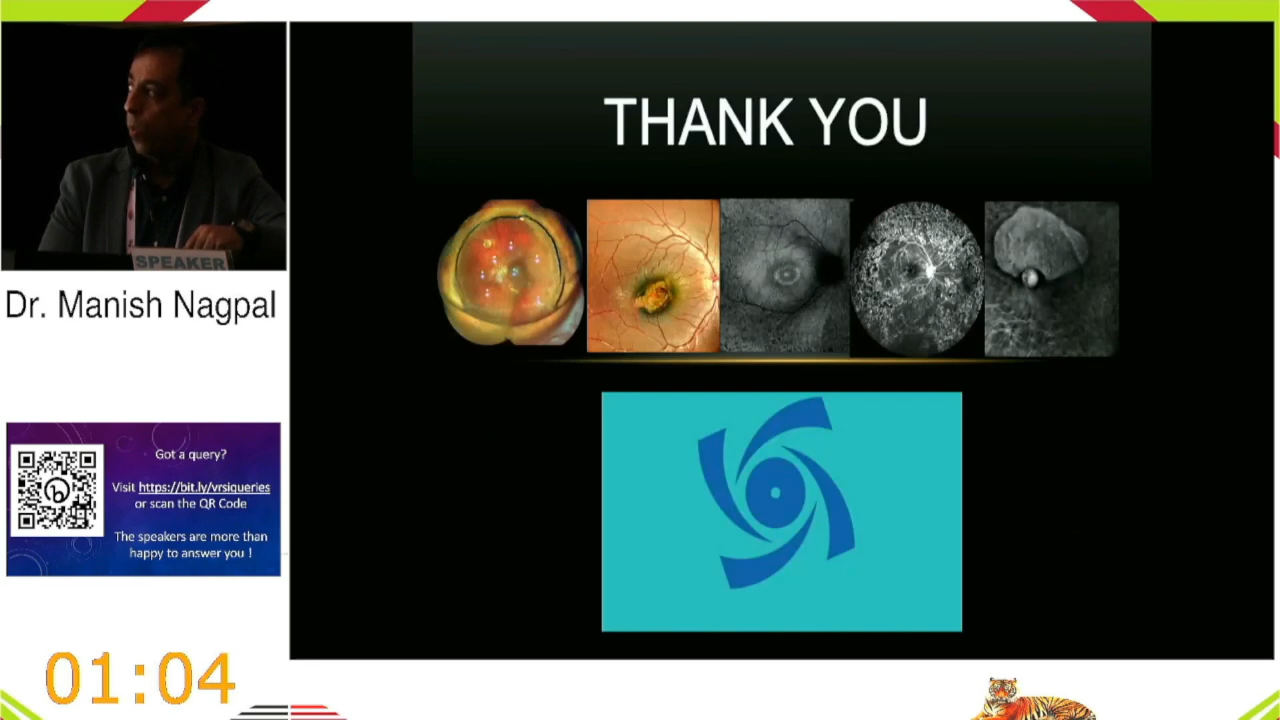 THANK YOU
SPEAKER
Dr. Manish Nagpal
Got a query?
Visit https://bit.ly/vrsiqueries
or scan the QR Code
The speakers are more than
happy to answer you !
01:04